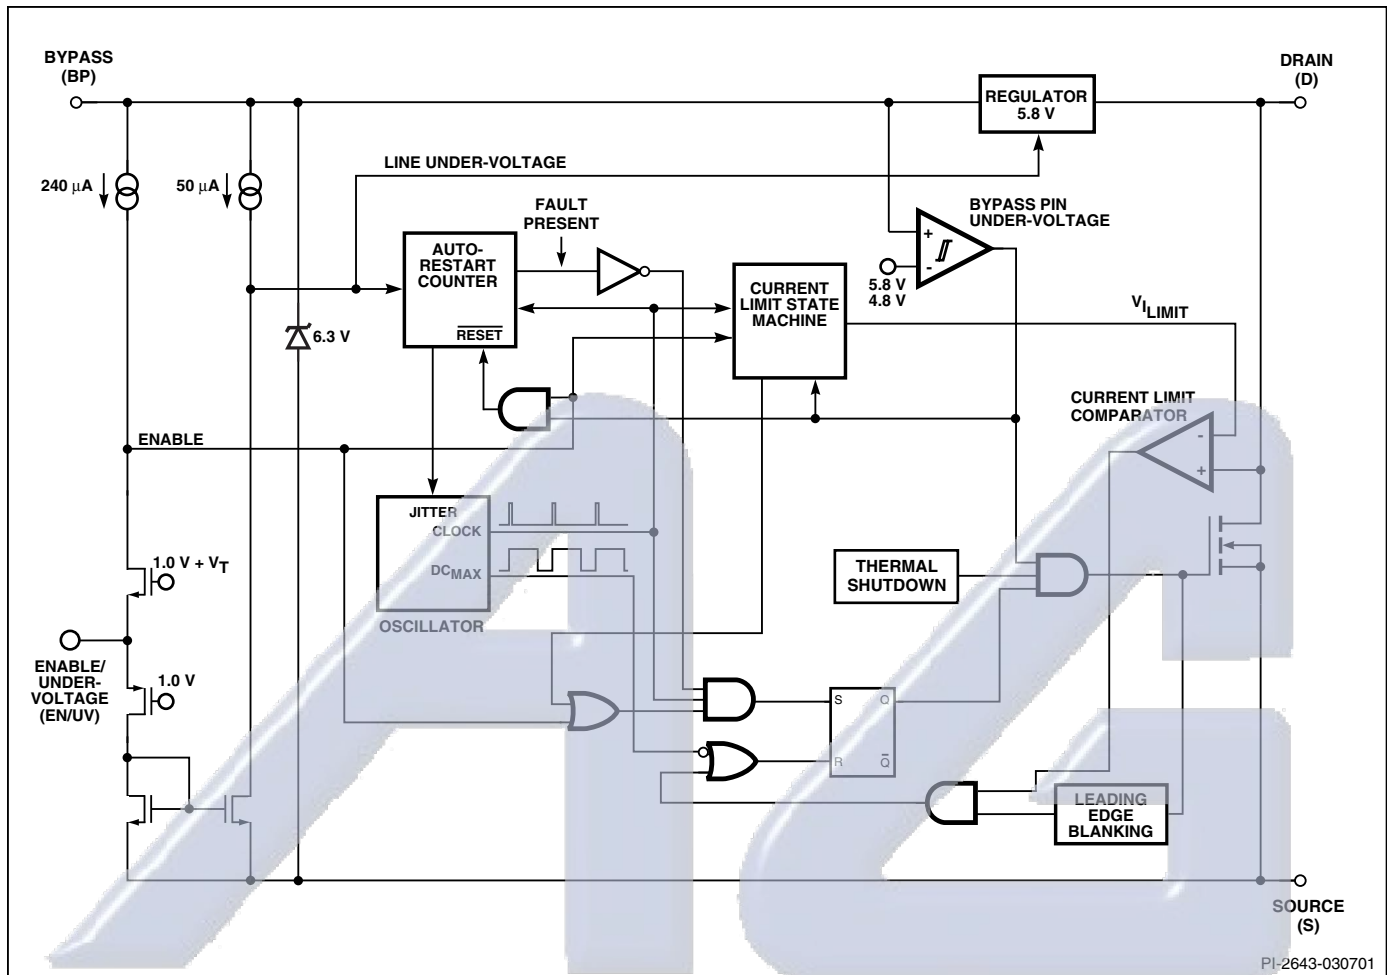 BYPASS
(BP)
DRAIN
(D)
REGULATOR
5.8 V
LINE UNDER-VOLTAGE
240 μA
50 μA
FAULT
PRESENT
BYPASS PIN
UNDER-VOLTAGE
AUTO-
RESTART
COUNTER
RESET
CURRENT
LIMIT STATE
MACHINE
+
-
5.8 V
4.8 V
VILIMIT
6.3 V
CURRENT LIMIT
COMPARATOR
-
+
ENABLE
JITTER
CLOCK
DCMAX
OSCILLATOR
THERMAL
SHUTDOWN
1.0 V + VT
ENABLE/
UNDER-
VOLTAGE
(EN/UV)
1.0 V
S Q
R Q̅
LEADING
EDGE
BLANKING
SOURCE
(S)
PI-2643-030701